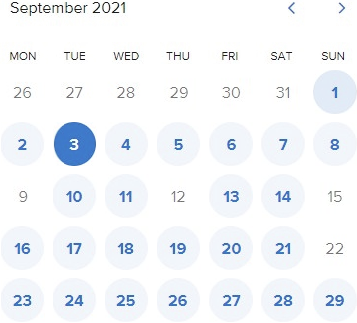 September 2021
MON TUE WED THU FRI SAT SUN
26 27 28 29 30 31 1
2 3 4 5 6 7 8
9 10 11 12 13 14 15
16 17 18 19 20 21 22
23 24 25 26 27 28 29